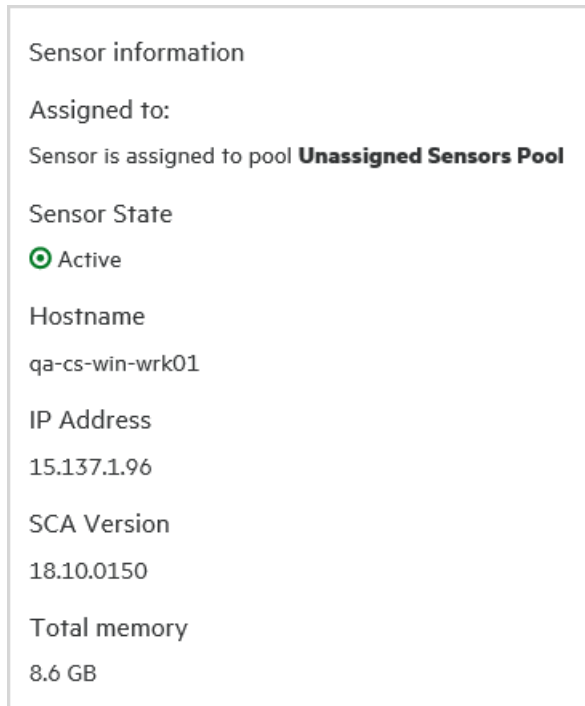 Sensor information
Assigned to:
Sensor is assigned to pool Unassigned Sensors Pool
Sensor State
Active
Hostname
qa-cs-win-wrk01
IP Address
15.137.1.96
SCA Version
18.10.0150
Total memory
8.6 GB